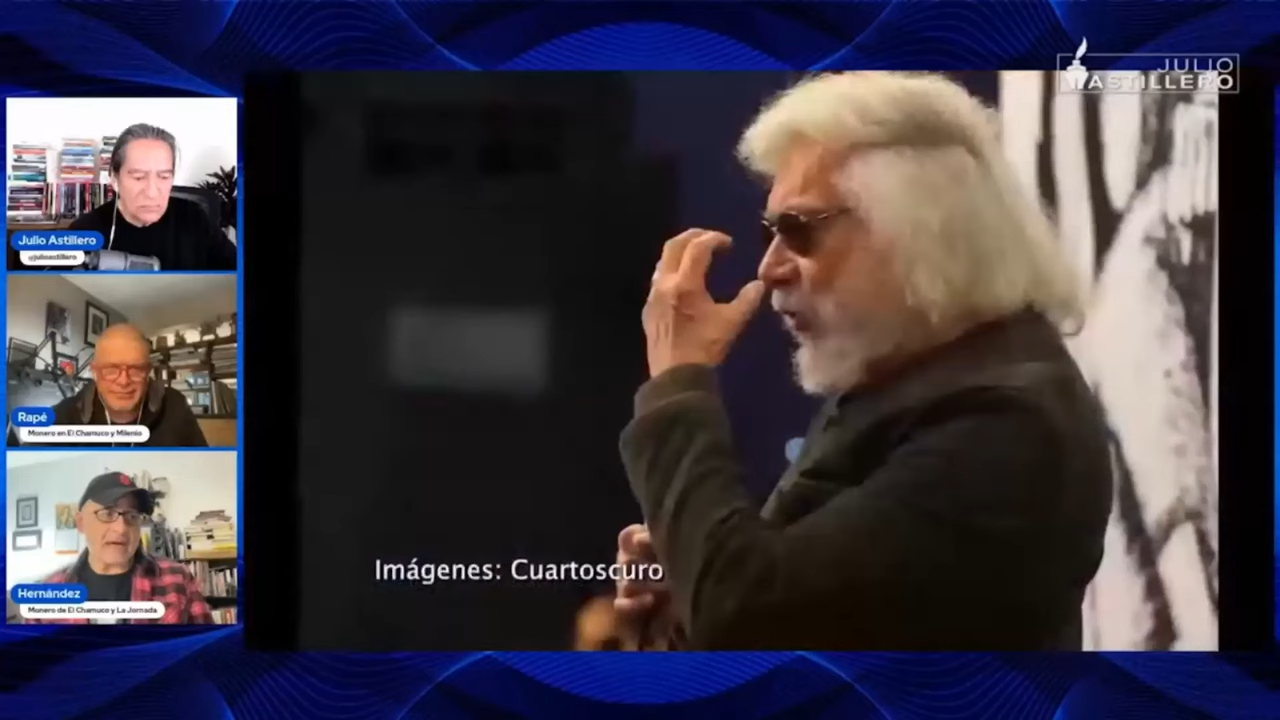 JULIO
ASTILLERO
Julio Astillero
@julioastillero
Rapé
Monero en El Chamuco y Milenio
Hernández
Monero de El Chamuco y La Jornada
Imágenes: Cuartoscuro